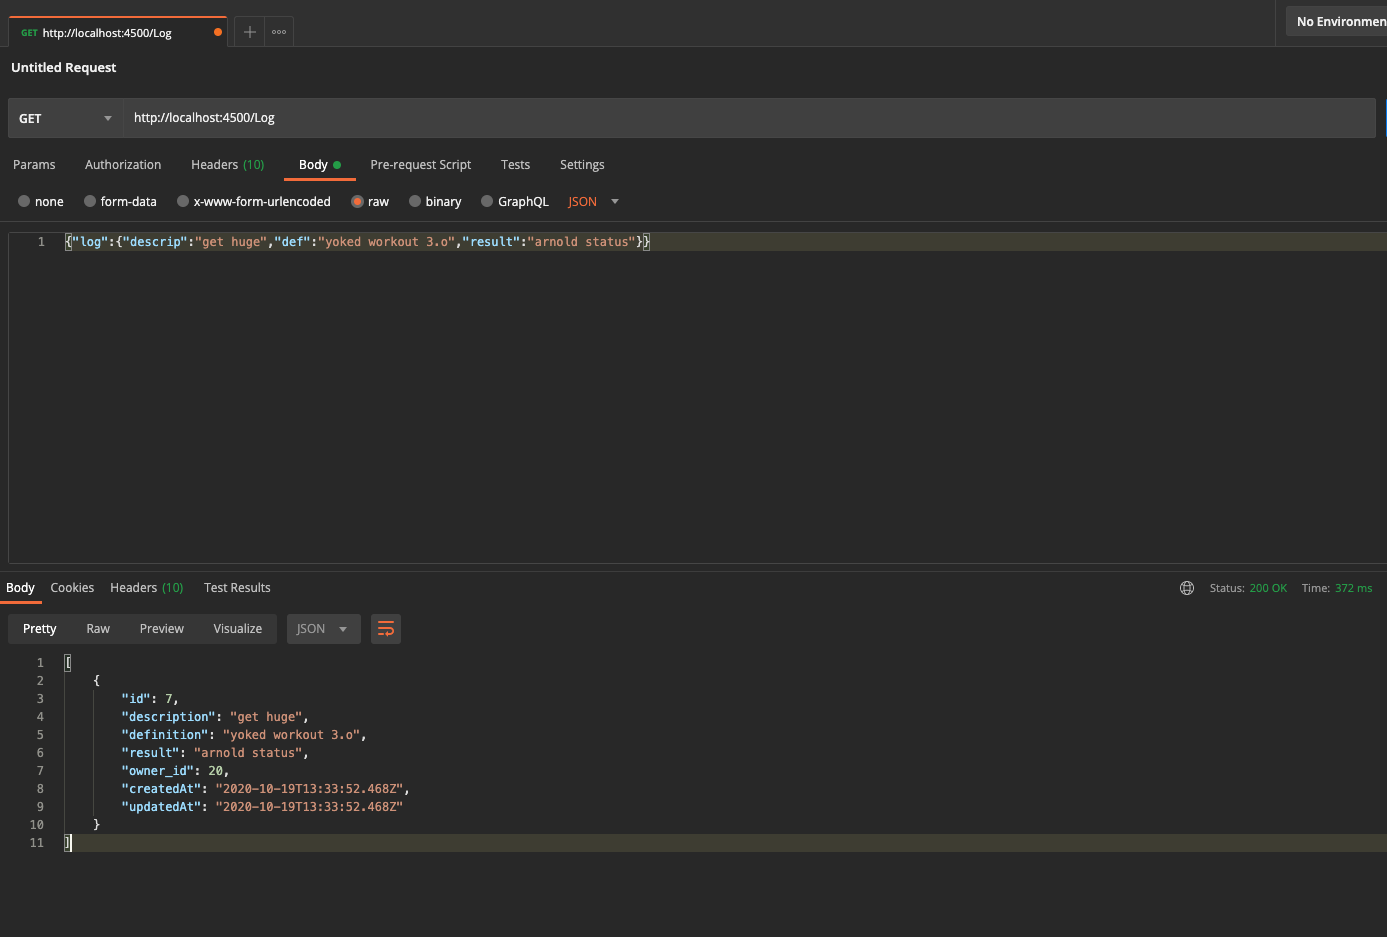 GET http://localhost:4500/Log
No Environmen
Untitled Request
GET http://localhost:4500/Log
Params Authorization Headers (10) Body Pre-request Script Tests Settings
none form-data x-www-form-urlencoded raw binary GraphQL JSON
1 {"log":{"descrip":"get huge","def":"yoked workout 3.o","result":"arnold status"}}
Body Cookies Headers (10) Test Results Status: 200 OK Time: 372 ms
Pretty Raw Preview Visualize JSON
1 [
2 {
3 "id": 7,
4 "description": "get huge",
5 "definition": "yoked workout 3.o",
6 "result": "arnold status",
7 "owner_id": 20,
8 "createdAt": "2020-10-19T13:33:52.468Z",
9 "updatedAt": "2020-10-19T13:33:52.468Z"
10 }
11 ]